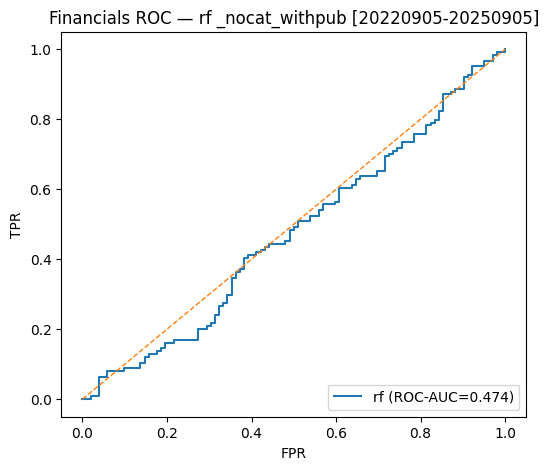 Financials ROC — rf _nocat_withpub [20220905-20250905]
1.0
0.8
0.6
0.4
0.2
0.0
TPR
rf (ROC-AUC=0.474)
0.0 0.2 0.4 0.6 0.8 1.0
FPR